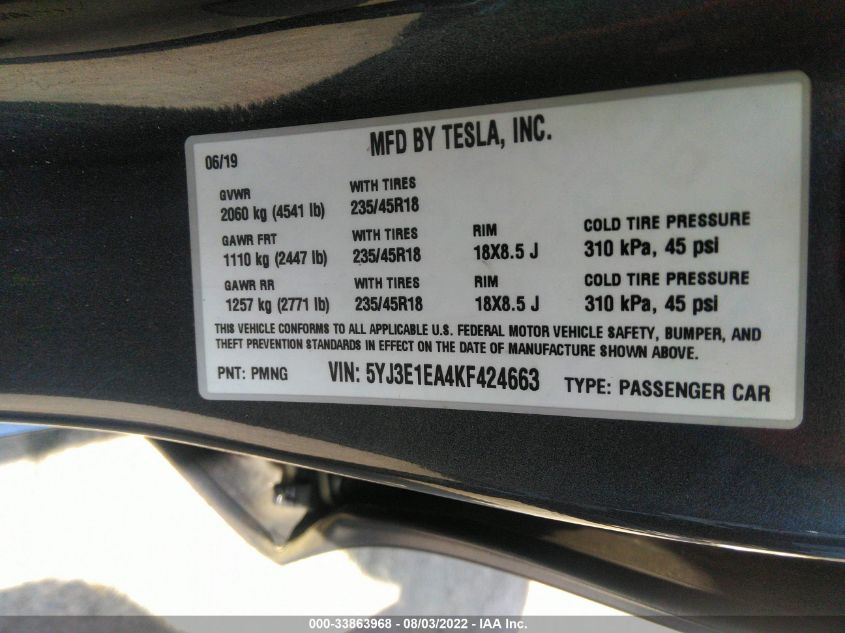 MFD BY TESLA, INC.
06/19
GVWR WITH TIRES
2060 kg (4541 lb) 235/45R18
GAWR FRT WITH TIRES RIM COLD TIRE PRESSURE
1110 kg (2447 lb) 235/45R18 18X8.5 J 310 kPa, 45 psi
GAWR RR WITH TIRES RIM COLD TIRE PRESSURE
1257 kg (2771 lb) 235/45R18 18X8.5 J 310 kPa, 45 psi
THIS VEHICLE CONFORMS TO ALL APPLICABLE U.S. FEDERAL MOTOR VEHICLE SAFETY, BUMPER, AND
THEFT PREVENTION STANDARDS IN EFFECT ON THE DATE OF MANUFACTURE SHOWN ABOVE.
PNT: PMNG VIN: 5YJ3E1EA4KF424663 TYPE: PASSENGER CAR
000-33863968 - 08/03/2022 - IAA Inc.